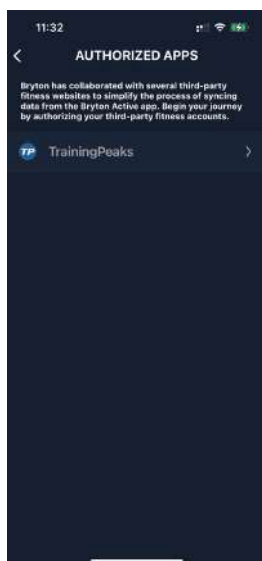 11:32
AUTHORIZED APPS
Bryton has collaborated with several third-party
fitness websites to simplify the process of syncing
data from the Bryton Active app. Begin your journey
by authorizing your third-party fitness accounts.
TP TrainingPeaks